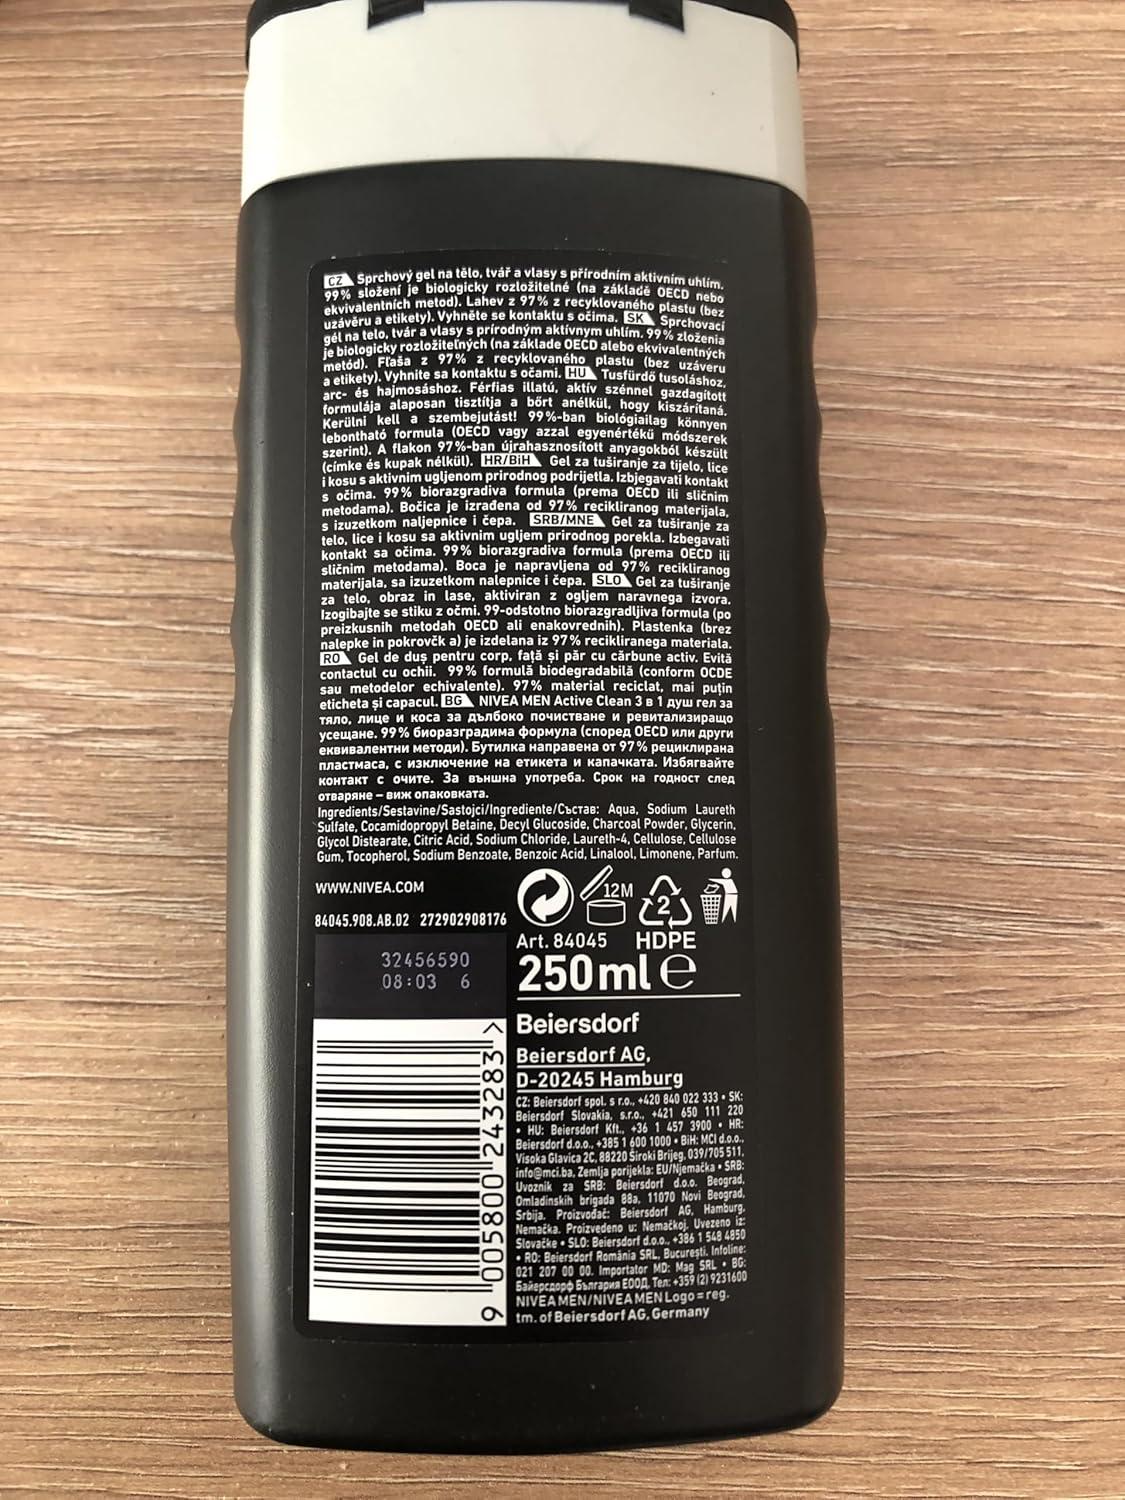 CZ Sprchový gel na tělo, tvář a vlasy s přírodním aktivním uhlím.
99% složení je biologicky rozložitelné (na základě OECD nebo
ekvivalentních metod). Lahev z 97% z recyklovaného plastu (bez
uzávěru a etikety). Vyhněte se kontaktu s očima. SK Sprchovací
gél na telo, tvár a vlasy s prírodným aktívnym uhlím. 99% zloženia
je biologicky rozložiteľných (na základe OECD alebo ekvivalentných
metód). Fľaša z 97% z recyklovaného plastu (bez uzáveru
a etikety). Vyhnite sa kontaktu s očami. HU Tusfürdő tusoláshoz,
arc- és hajmosáshoz. Férfias illatú, aktív szénnel gazdagított
formulája alaposan tisztítja a bőrt anélkül, hogy kiszárítaná.
Kerülni kell a szembejutást! 99%-ban biológiailag könnyen
lebontható formula (OECD vagy azzal egyenértékű módszerek
szerint). A flakon 97%-ban újrahasznosított anyagokból készült
(címke és kupak nélkül). HR/BiH Gel za tuširanje za tijelo, lice
i kosu s aktivnim ugljenom prirodnog podrijetla. Izbjegavati kontakt
s očima. 99% biorazgradiva formula (prema OECD ili sličnim
metodama). Bočica je izrađena od 97% recikliranog materijala,
s izuzetkom naljepnice i čepa. SRB/MNE Gel za tuširanje za
telo, lice i kosu sa aktivnim ugljem prirodnog porekla. Izbegavati
kontakt sa očima. 99% biorazgradiva formula (prema OECD ili
sličnim metodama). Boca je napravljena od 97% recikliranog
materijala, sa izuzetkom nalepnice i čepa. SLO Gel za tuširanje
za telo, obraz in lase, aktiviran z ogljem naravnega izvora.
Izogibajte se stiku z očmi. 99-odstotno biorazgradljiva formula (po
preizkusnih metodah OECD ali enakovrednih). Plastenka (brez
nalepke in pokrovčk a) je izdelana iz 97% recikliranega materiala.
RO Gel de duș pentru corp, față și păr cu cărbune activ. Evită
contactul cu ochii. 99% formulă biodegradabilă (conform OCDE
sau metodelor echivalente). 97% material reciclat, mai puțin
eticheta și capacul. BG NIVEA MEN Active Clean 3 в 1 душ гел за
тяло, лице и коса за дълбоко почистване и ревитализиращо
усещане. 99% биоразградима формула (според OECD или други
еквивалентни методи). Бутилка направена от 97% рециклирана
пластмаса, с изключение на етикета и капачката. Избягвайте
контакт с очите. За външна употреба. Срок на годност след
отваряне – виж опаковката.
Ingredients/Sestavine/Sastojci/Ingrediente/Състав: Aqua, Sodium Laureth
Sulfate, Cocamidopropyl Betaine, Decyl Glucoside, Charcoal Powder, Glycerin,
Glycol Distearate, Citric Acid, Sodium Chloride, Laureth-4, Cellulose, Cellulose
Gum, Tocopherol, Sodium Benzoate, Benzoic Acid, Linalool, Limonene, Parfum.
WWW.NIVEA.COM
84045.908.AB.02 272902908176
12M
2
HDPE
Art. 84045
250ml e
32456590
08:03 6
9 005800 243283 >
Beiersdorf
Beiersdorf AG,
D-20245 Hamburg
CZ: Beiersdorf spol. s r.o., +420 840 022 333 • SK:
Beiersdorf Slovakia, s.r.o., +421 650 111 220
• HU: Beiersdorf Kft., +36 1 457 3900 • HR:
Beiersdorf d.o.o., +385 1 600 1000 • BiH: MCI d.o.o.,
Visoka Glavica 2C, 88220 Široki Brijeg, 039/705 511,
info@mci.ba, Zemlja porijekla: EU/Njemačka • SRB:
Uvoznik za SRB: Beiersdorf d.o.o. Beograd,
Omladinskih brigada 88a, 11070 Novi Beograd,
Srbija. Proizvođač: Beiersdorf AG, Hamburg,
Nemačka. Proizvedeno u: Nemačkoj. Uvezeno iz:
Slovačke • SLO: Beiersdorf d.o.o., +386 1 548 4850
• RO: Beiersdorf România SRL, București. Infoline:
021 207 00 00. Importator MD: Mag SRL • BG:
Байерсдорф България ЕООД, Тел: +359 (2) 9231600
NIVEA MEN/NIVEA MEN Logo = reg.
tm. of Beiersdorf AG, Germany